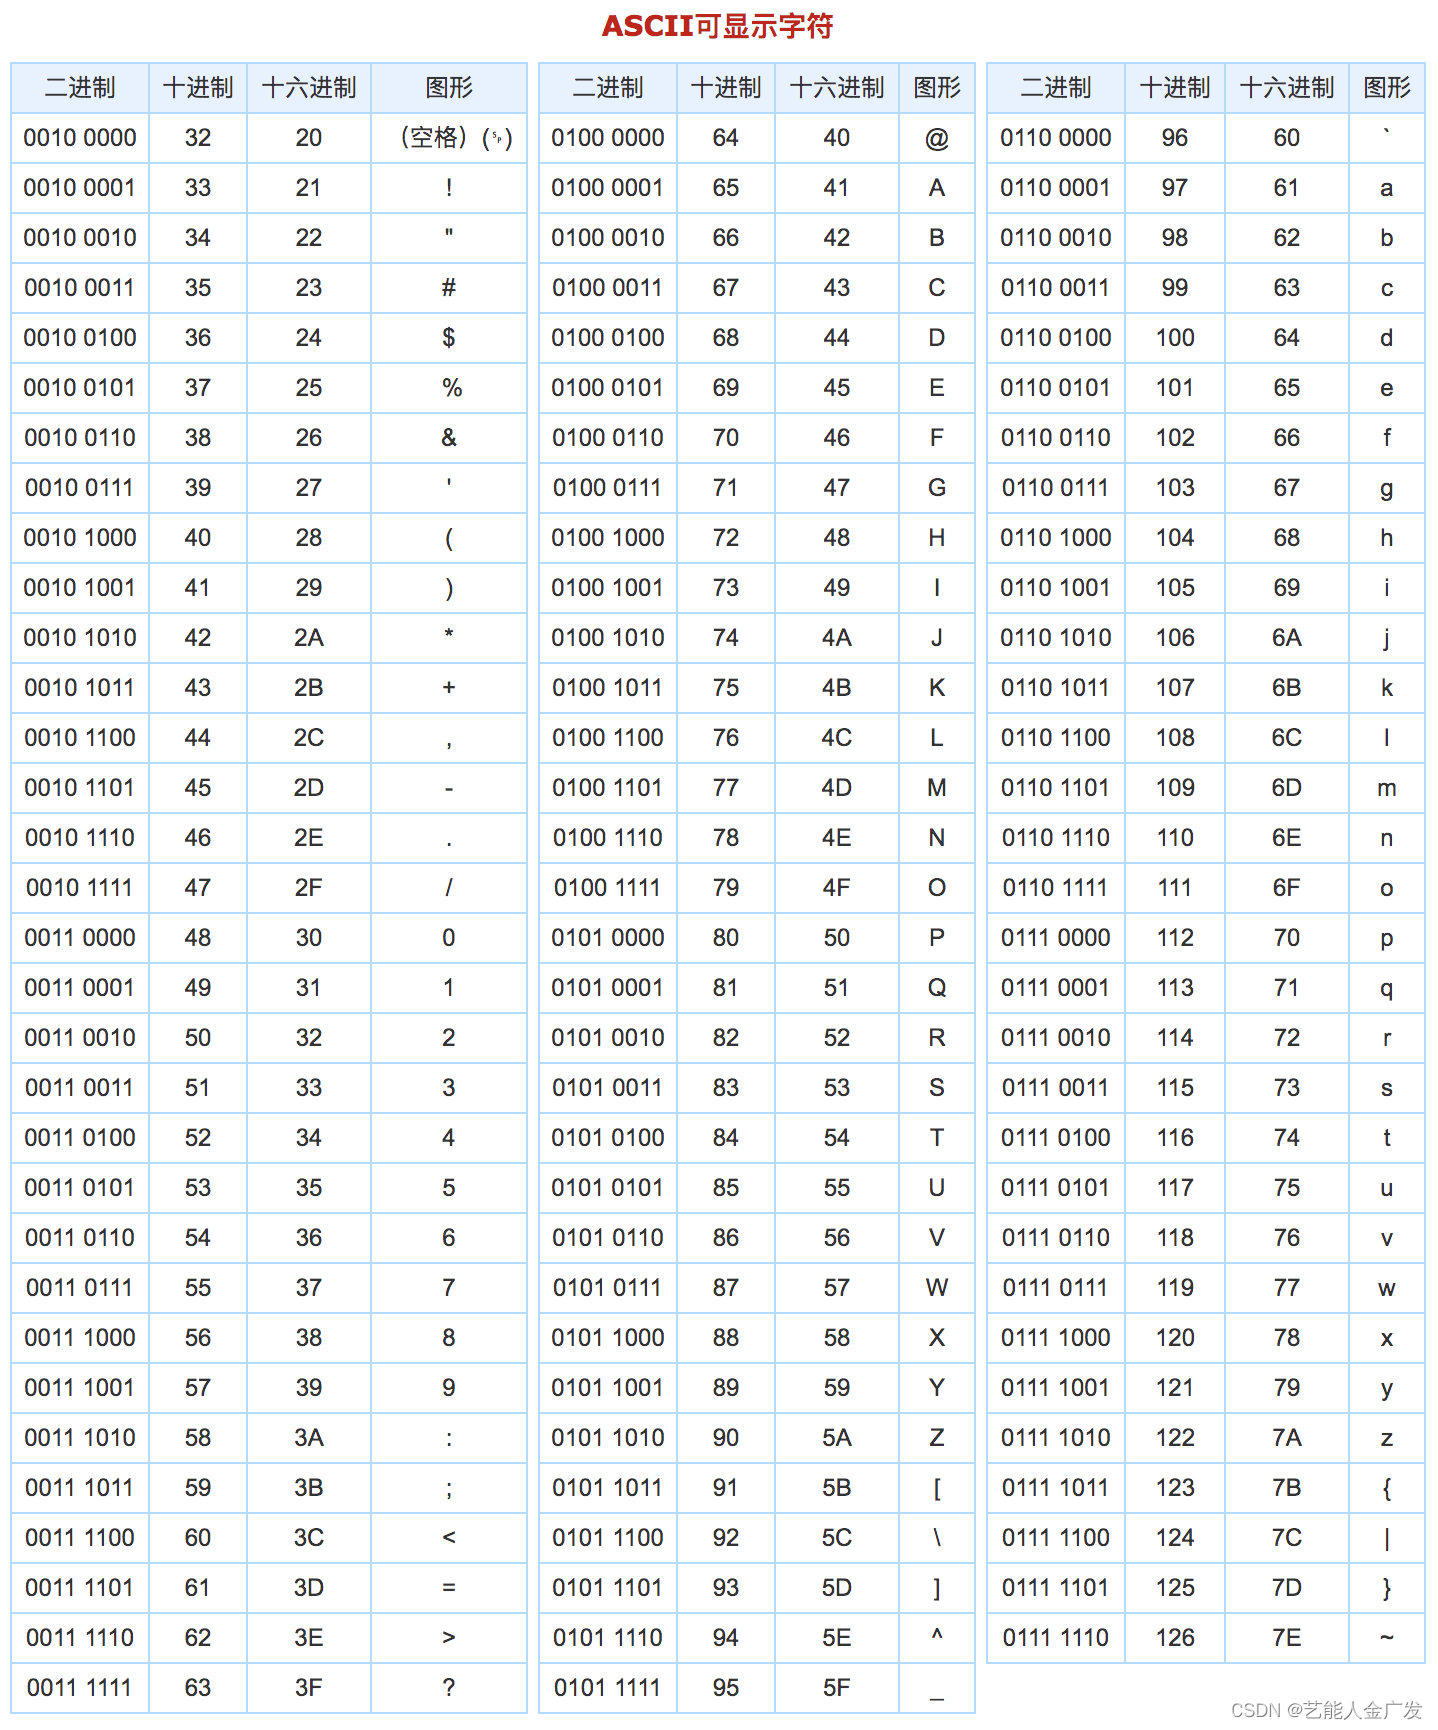 ASCII可显示字符
二进制 十进制 十六进制 图形 二进制 十进制 十六进制 图形 二进制 十进制 十六进制 图形
0010 0000 32 20 （空格）(␠) 0100 0000 64 40 @ 0110 0000 96 60 `
0010 0001 33 21 ! 0100 0001 65 41 A 0110 0001 97 61 a
0010 0010 34 22 " 0100 0010 66 42 B 0110 0010 98 62 b
0010 0011 35 23 # 0100 0011 67 43 C 0110 0011 99 63 c
0010 0100 36 24 $ 0100 0100 68 44 D 0110 0100 100 64 d
0010 0101 37 25 % 0100 0101 69 45 E 0110 0101 101 65 e
0010 0110 38 26 & 0100 0110 70 46 F 0110 0110 102 66 f
0010 0111 39 27 ' 0100 0111 71 47 G 0110 0111 103 67 g
0010 1000 40 28 ( 0100 1000 72 48 H 0110 1000 104 68 h
0010 1001 41 29 ) 0100 1001 73 49 I 0110 1001 105 69 i
0010 1010 42 2A * 0100 1010 74 4A J 0110 1010 106 6A j
0010 1011 43 2B + 0100 1011 75 4B K 0110 1011 107 6B k
0010 1100 44 2C , 0100 1100 76 4C L 0110 1100 108 6C l
0010 1101 45 2D - 0100 1101 77 4D M 0110 1101 109 6D m
0010 1110 46 2E . 0100 1110 78 4E N 0110 1110 110 6E n
0010 1111 47 2F / 0100 1111 79 4F O 0110 1111 111 6F o
0011 0000 48 30 0 0101 0000 80 50 P 0111 0000 112 70 p
0011 0001 49 31 1 0101 0001 81 51 Q 0111 0001 113 71 q
0011 0010 50 32 2 0101 0010 82 52 R 0111 0010 114 72 r
0011 0011 51 33 3 0101 0011 83 53 S 0111 0011 115 73 s
0011 0100 52 34 4 0101 0100 84 54 T 0111 0100 116 74 t
0011 0101 53 35 5 0101 0101 85 55 U 0111 0101 117 75 u
0011 0110 54 36 6 0101 0110 86 56 V 0111 0110 118 76 v
0011 0111 55 37 7 0101 0111 87 57 W 0111 0111 119 77 w
0011 1000 56 38 8 0101 1000 88 58 X 0111 1000 120 78 x
0011 1001 57 39 9 0101 1001 89 59 Y 0111 1001 121 79 y
0011 1010 58 3A : 0101 1010 90 5A Z 0111 1010 122 7A z
0011 1011 59 3B ; 0101 1011 91 5B [ 0111 1011 123 7B {
0011 1100 60 3C < 0101 1100 92 5C \ 0111 1100 124 7C |
0011 1101 61 3D = 0101 1101 93 5D ] 0111 1101 125 7D }
0011 1110 62 3E > 0101 1110 94 5E ^ 0111 1110 126 7E ~
0011 1111 63 3F ? 0101 1111 95 5F _
CSDN @艺能人金广发